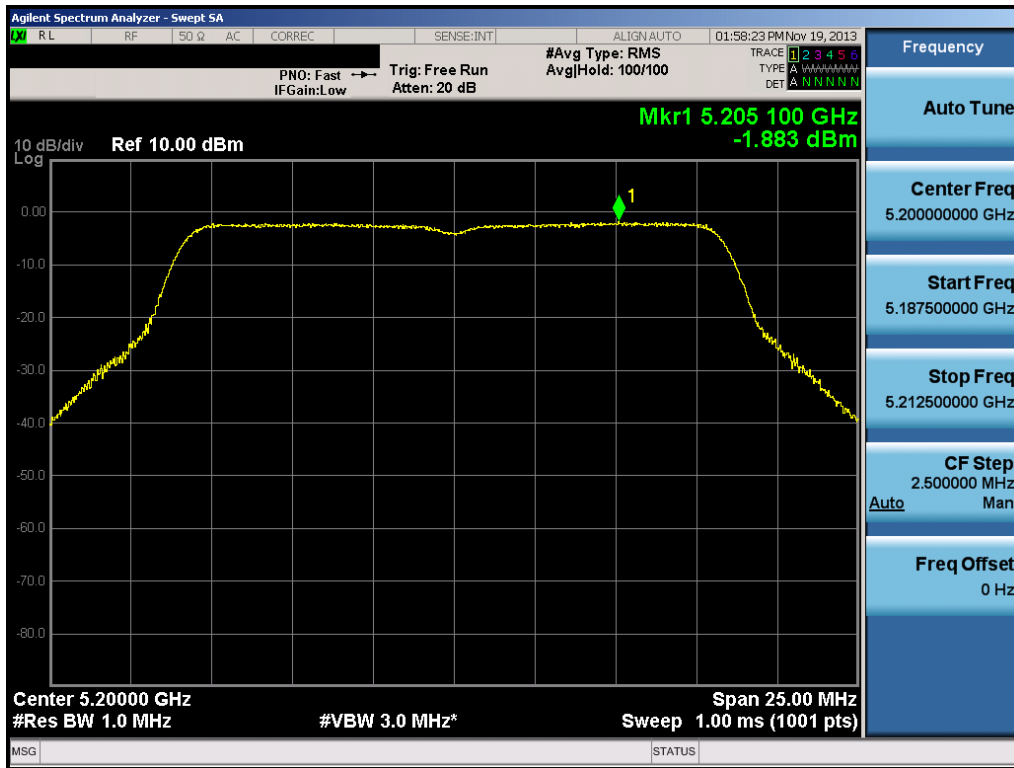 Agilent Spectrum Analyzer - Swept SA
LXI RL RF 50 Ω AC CORREC SENSE:INT ALIGN AUTO 01:58:23 PM Nov 19, 2013
PNO: Fast
IFGain:Low
Trig: Free Run
Atten: 20 dB
#Avg Type: RMS
Avg|Hold: 100/100
TRACE 1 2 3 4 5 6
TYPE A WWWWW
DET A N N N N N
Mkr1 5.205 100 GHz
-1.883 dBm
10 dB/div Ref 10.00 dBm
Log
0.00
-10.0
-20.0
-30.0
-40.0
-50.0
-60.0
-70.0
-80.0
1
Center 5.20000 GHz Span 25.00 MHz
#Res BW 1.0 MHz #VBW 3.0 MHz* Sweep 1.00 ms (1001 pts)
MSG STATUS
Frequency
Auto Tune
Center Freq
5.200000000 GHz
Start Freq
5.187500000 GHz
Stop Freq
5.212500000 GHz
CF Step
2.500000 MHz
Auto Man
Freq Offset
0 Hz